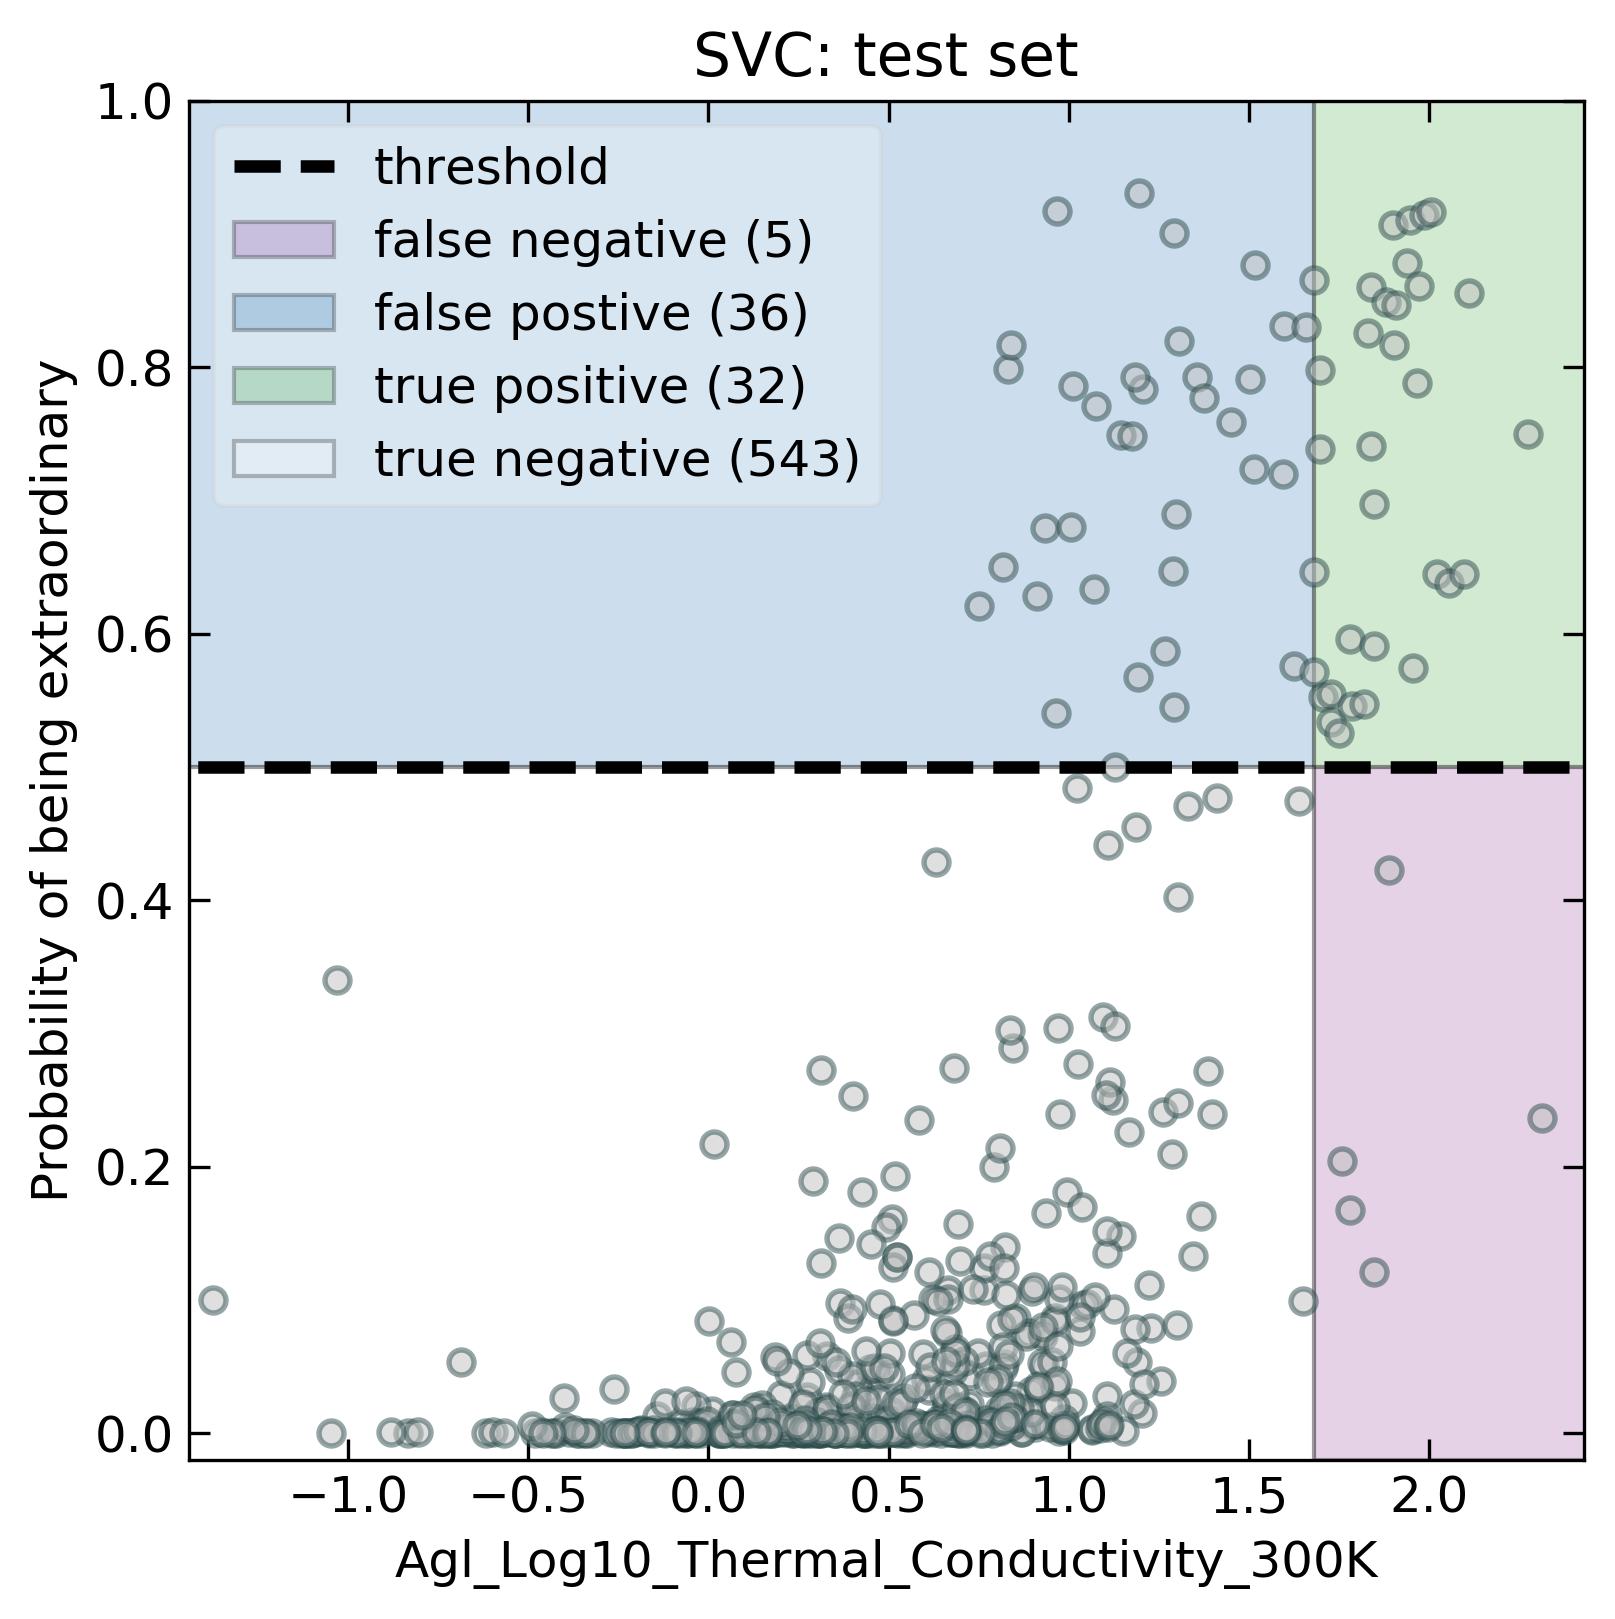 SVC: test set
1.0
0.8
0.6
0.4
0.2
0.0
Probability of being extraordinary
threshold
false negative (5)
false postive (36)
true positive (32)
true negative (543)
−1.0 −0.5 0.0 0.5 1.0 1.5 2.0
Agl_Log10_Thermal_Conductivity_300K